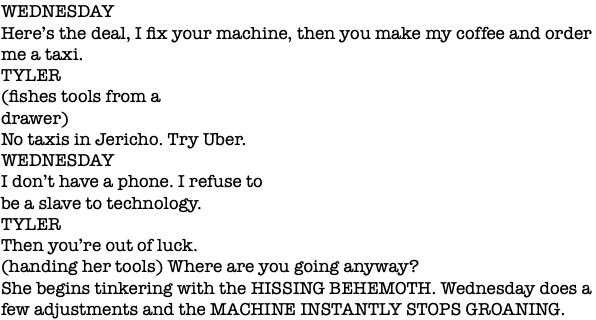 WEDNESDAY
Here's the deal, I fix your machine, then you make my coffee and order
me a taxi.
TYLER
(fishes tools from a
drawer)
No taxis in Jericho. Try Uber.
WEDNESDAY
I don't have a phone. I refuse to
be a slave to technology.
TYLER
Then you're out of luck.
(handing her tools) Where are you going anyway?
She begins tinkering with the HISSING BEHEMOTH. Wednesday does a
few adjustments and the MACHINE INSTANTLY STOPS GROANING.